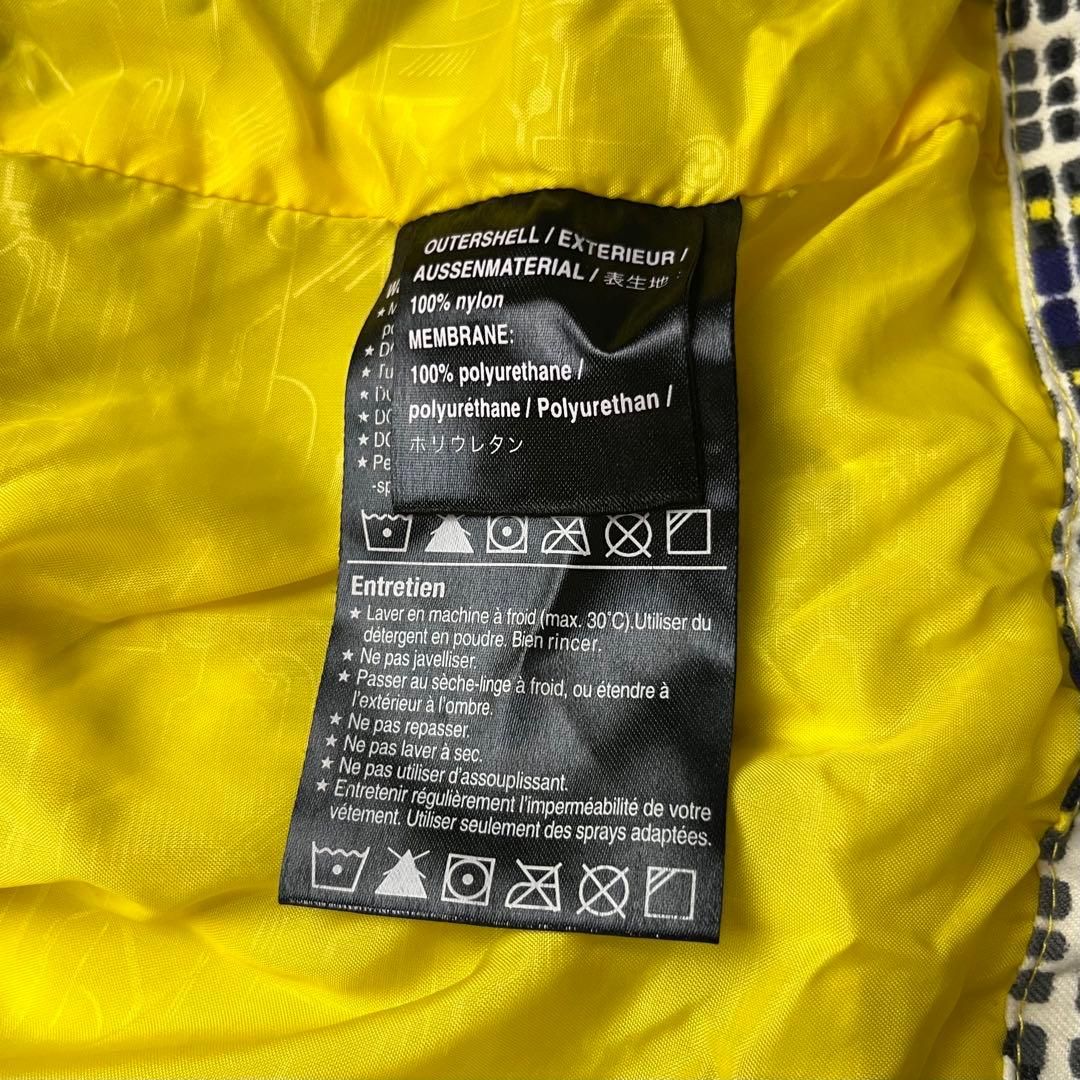 OUTERSHELL / EXTERIEUR /
AUSSENMATERIAL / 表生地 :
100% nylon
MEMBRANE:
100% polyurethane /
polyuréthane / Polyurethan /
ホリウレタン
-sp
Entretien
★ Laver en machine à froid (max. 30°C).Utiliser du
détergent en poudre. Bien rincer.
★ Ne pas javelliser.
★ Passer au sèche-linge à froid, ou étendre à
l'extérieur à l'ombre.
★ Ne pas repasser.
★ Ne pas laver à sec.
★ Ne pas utiliser d'assouplissant.
★ Entretenir régulièrement l'imperméabilité de votre
vêtement. Utiliser seulement des sprays adaptées.